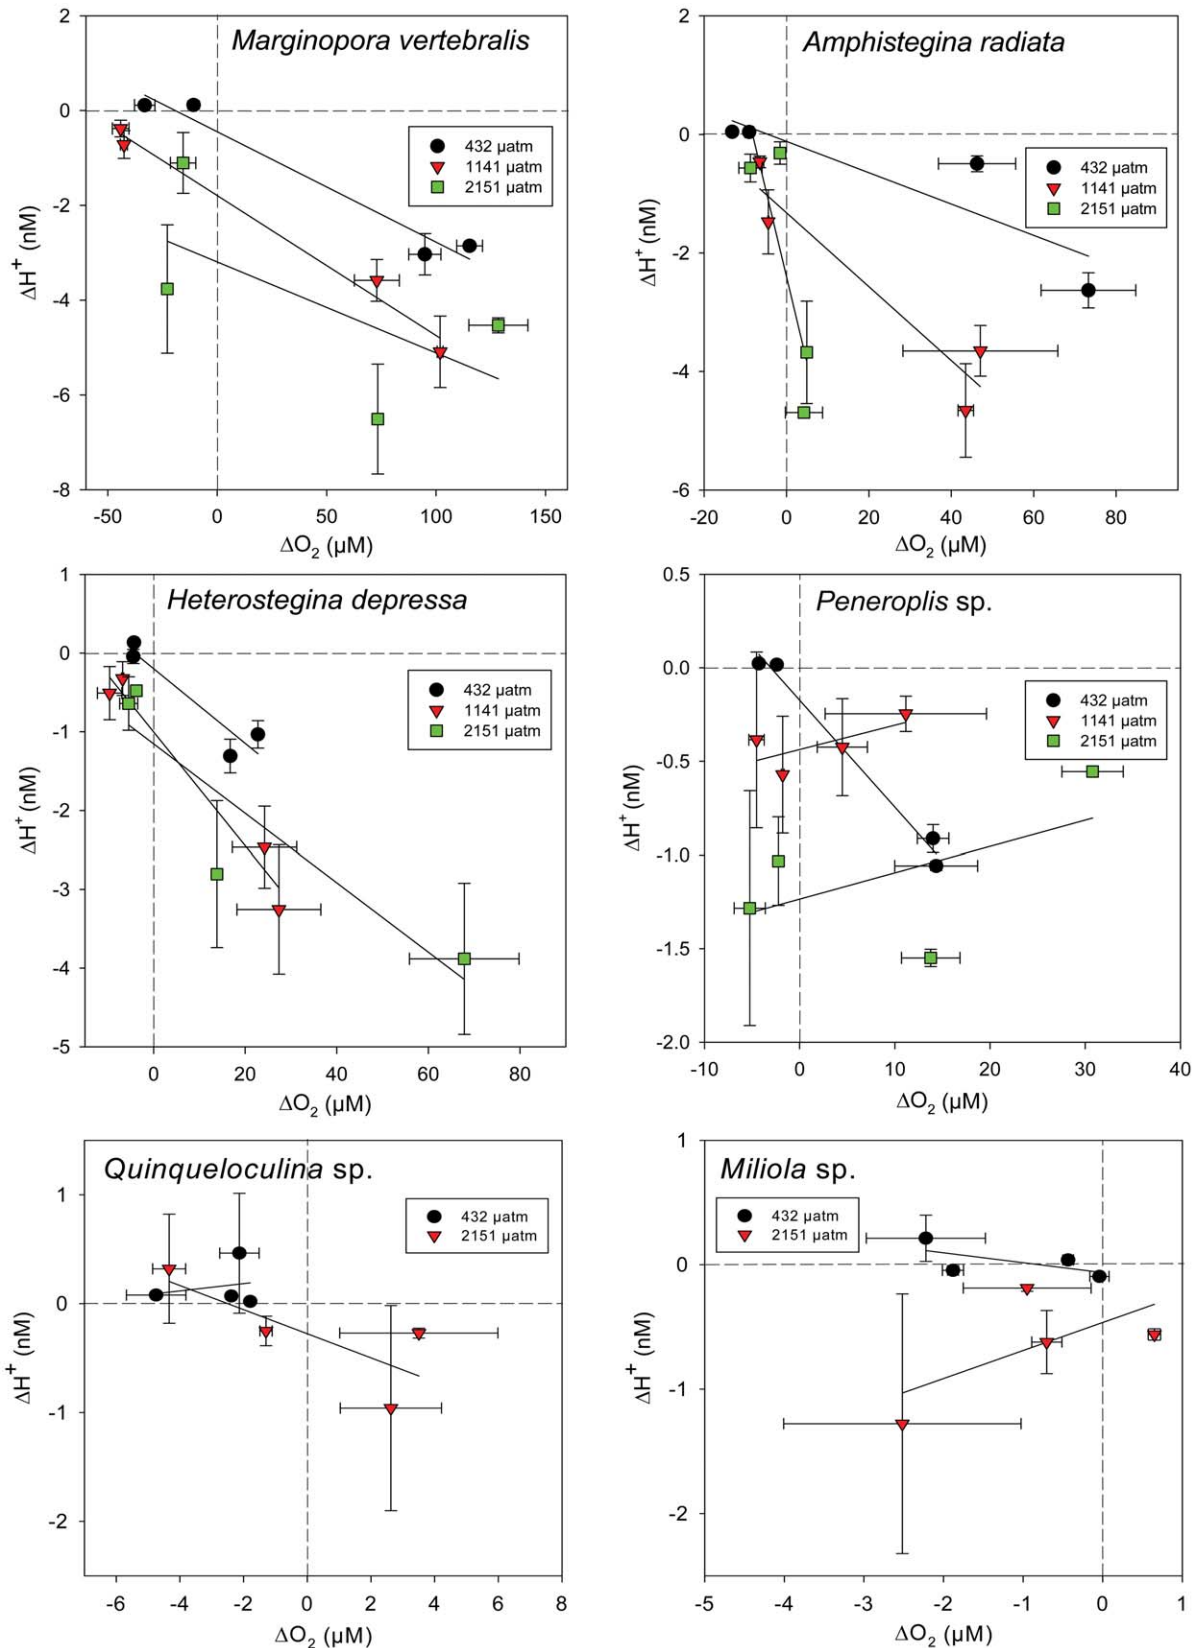 Marginopora vertebralis
2
0
-2
-4
-6
-8
ΔH⁺ (nM)
432 µatm
1141 µatm
2151 µatm
-50 0 50 100 150
ΔO₂ (µM)
Amphistegina radiata
2
0
-2
-4
-6
ΔH⁺ (nM)
432 µatm
1141 µatm
2151 µatm
-20 0 20 40 60 80
ΔO₂ (µM)
Heterostegina depressa
1
0
-1
-2
-3
-4
-5
ΔH⁺ (nM)
432 µatm
1141 µatm
2151 µatm
0 20 40 60 80
ΔO₂ (µM)
Peneroplis sp.
0.5
0.0
-0.5
-1.0
-1.5
-2.0
ΔH⁺ (nM)
432 µatm
1141 µatm
2151 µatm
-10 0 10 20 30 40
ΔO₂ (µM)
Quinqueloculina sp.
1
0
-1
-2
ΔH⁺ (nM)
432 µatm
2151 µatm
-6 -4 -2 0 2 4 6 8
ΔO₂ (µM)
Miliola sp.
1
0
-1
-2
ΔH⁺ (nM)
432 µatm
2151 µatm
-5 -4 -3 -2 -1 0 1
ΔO₂ (µM)